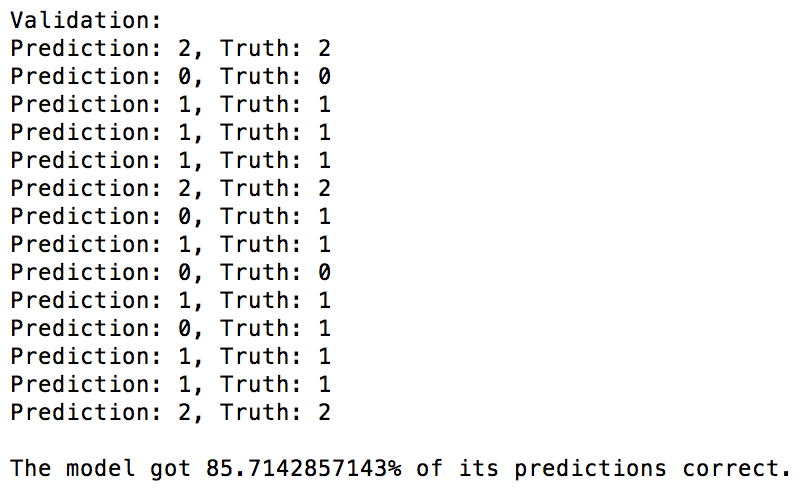 Validation:
Prediction: 2, Truth: 2
Prediction: 0, Truth: 0
Prediction: 1, Truth: 1
Prediction: 1, Truth: 1
Prediction: 1, Truth: 1
Prediction: 2, Truth: 2
Prediction: 0, Truth: 1
Prediction: 1, Truth: 1
Prediction: 0, Truth: 0
Prediction: 1, Truth: 1
Prediction: 0, Truth: 1
Prediction: 1, Truth: 1
Prediction: 1, Truth: 1
Prediction: 2, Truth: 2
The model got 85.7142857143% of its predictions correct.